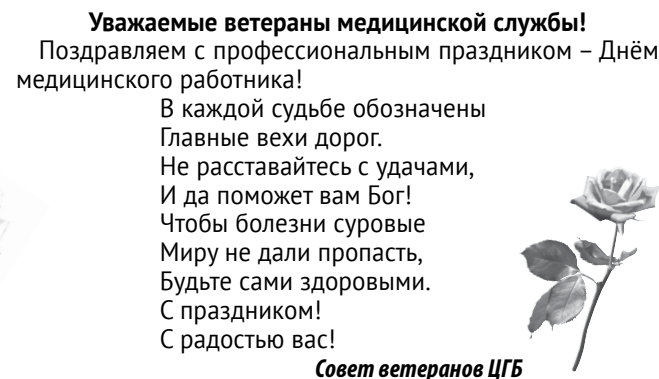 Уважаемые ветераны медицинской службы!
Поздравляем с профессиональным праздником – Днём
медицинского работника!
В каждой судьбе обозначены
Главные вехи дорог.
Не расставайтесь с удачами,
И да поможет вам Бог!
Чтобы болезни суровые
Миру не дали пропасть,
Будьте сами здоровыми.
С праздником!
С радостью вас!
Совет ветеранов ЦГБ